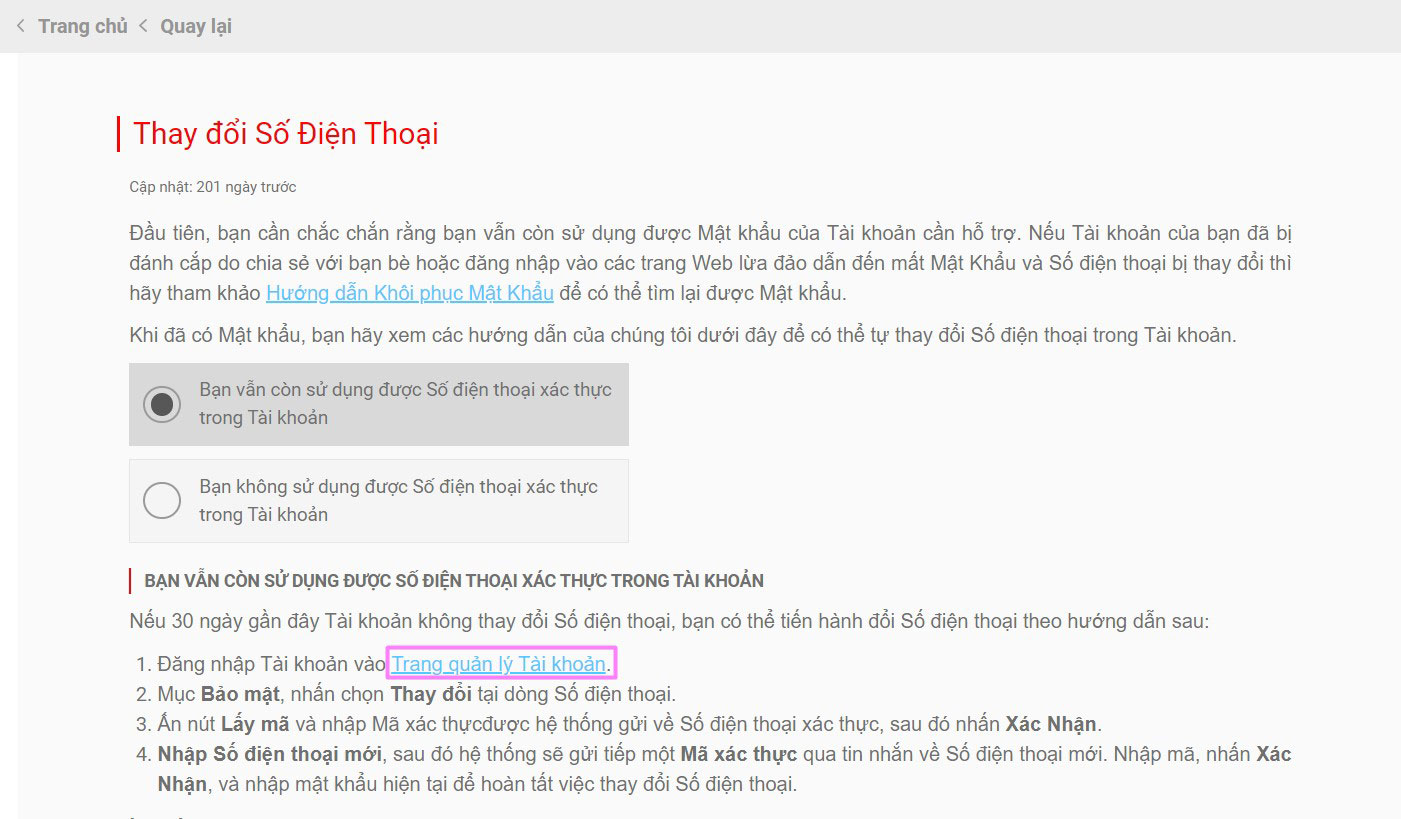 Trang chủ Quay lại
Thay đổi Số Điện Thoại
Cập nhật: 201 ngày trước
Đầu tiên, bạn cần chắc chắn rằng bạn vẫn còn sử dụng được Mật khẩu của Tài khoản cần hỗ trợ. Nếu Tài khoản của bạn đã bị
đánh cắp do chia sẻ với bạn bè hoặc đăng nhập vào các trang Web lừa đảo dẫn đến mất Mật Khẩu và Số điện thoại bị thay đổi thì
hãy tham khảo Hướng dẫn Khôi phục Mật Khẩu để có thể tìm lại được Mật khẩu.
Khi đã có Mật khẩu, bạn hãy xem các hướng dẫn của chúng tôi dưới đây để có thể tự thay đổi Số điện thoại trong Tài khoản.
Bạn vẫn còn sử dụng được Số điện thoại xác thực
trong Tài khoản
Bạn không sử dụng được Số điện thoại xác thực
trong Tài khoản
BẠN VẪN CÒN SỬ DỤNG ĐƯỢC SỐ ĐIỆN THOẠI XÁC THỰC TRONG TÀI KHOẢN
Nếu 30 ngày gần đây Tài khoản không thay đổi Số điện thoại, bạn có thể tiến hành đổi Số điện thoại theo hướng dẫn sau:
1. Đăng nhập Tài khoản vào Trang quản lý Tài khoản.
2. Mục Bảo mật, nhấn chọn Thay đổi tại dòng Số điện thoại.
3. Ấn nút Lấy mã và nhập Mã xác thựcđược hệ thống gửi về Số điện thoại xác thực, sau đó nhấn Xác Nhận.
4. Nhập Số điện thoại mới, sau đó hệ thống sẽ gửi tiếp một Mã xác thực qua tin nhắn về Số điện thoại mới. Nhập mã, nhấn Xác
Nhận, và nhập mật khẩu hiện tại để hoàn tất việc thay đổi Số điện thoại.